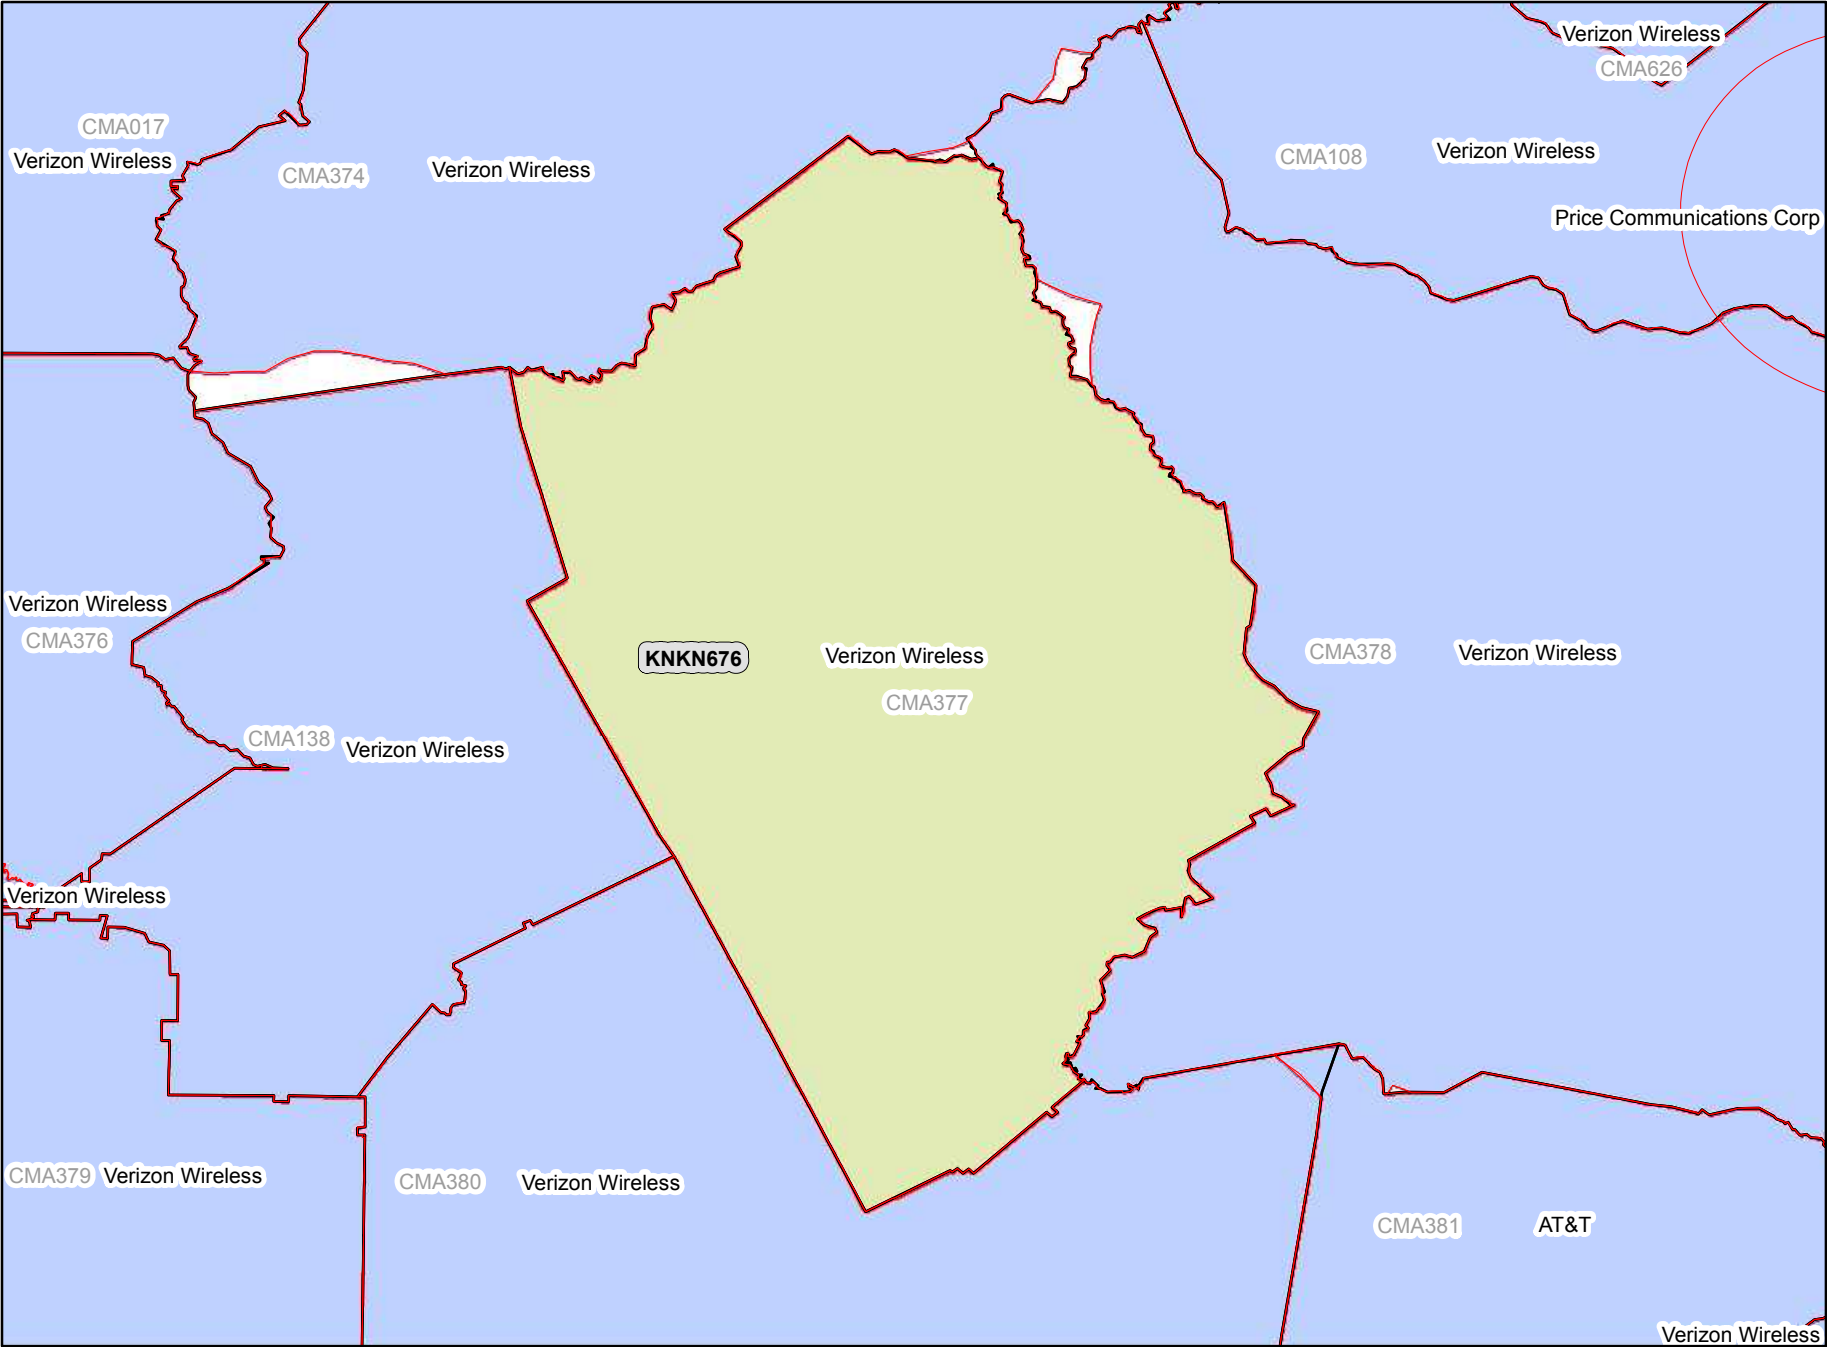 Verizon Wireless
CMA626
CMA017
Verizon Wireless
CMA374
Verizon Wireless
CMA108
Verizon Wireless
Price Communications Corp
Verizon Wireless
CMA376
KNKN676
Verizon Wireless
CMA377
CMA378
Verizon Wireless
CMA138
Verizon Wireless
Verizon Wireless
CMA379
Verizon Wireless
CMA380
Verizon Wireless
CMA381
AT&T
Verizon Wireless